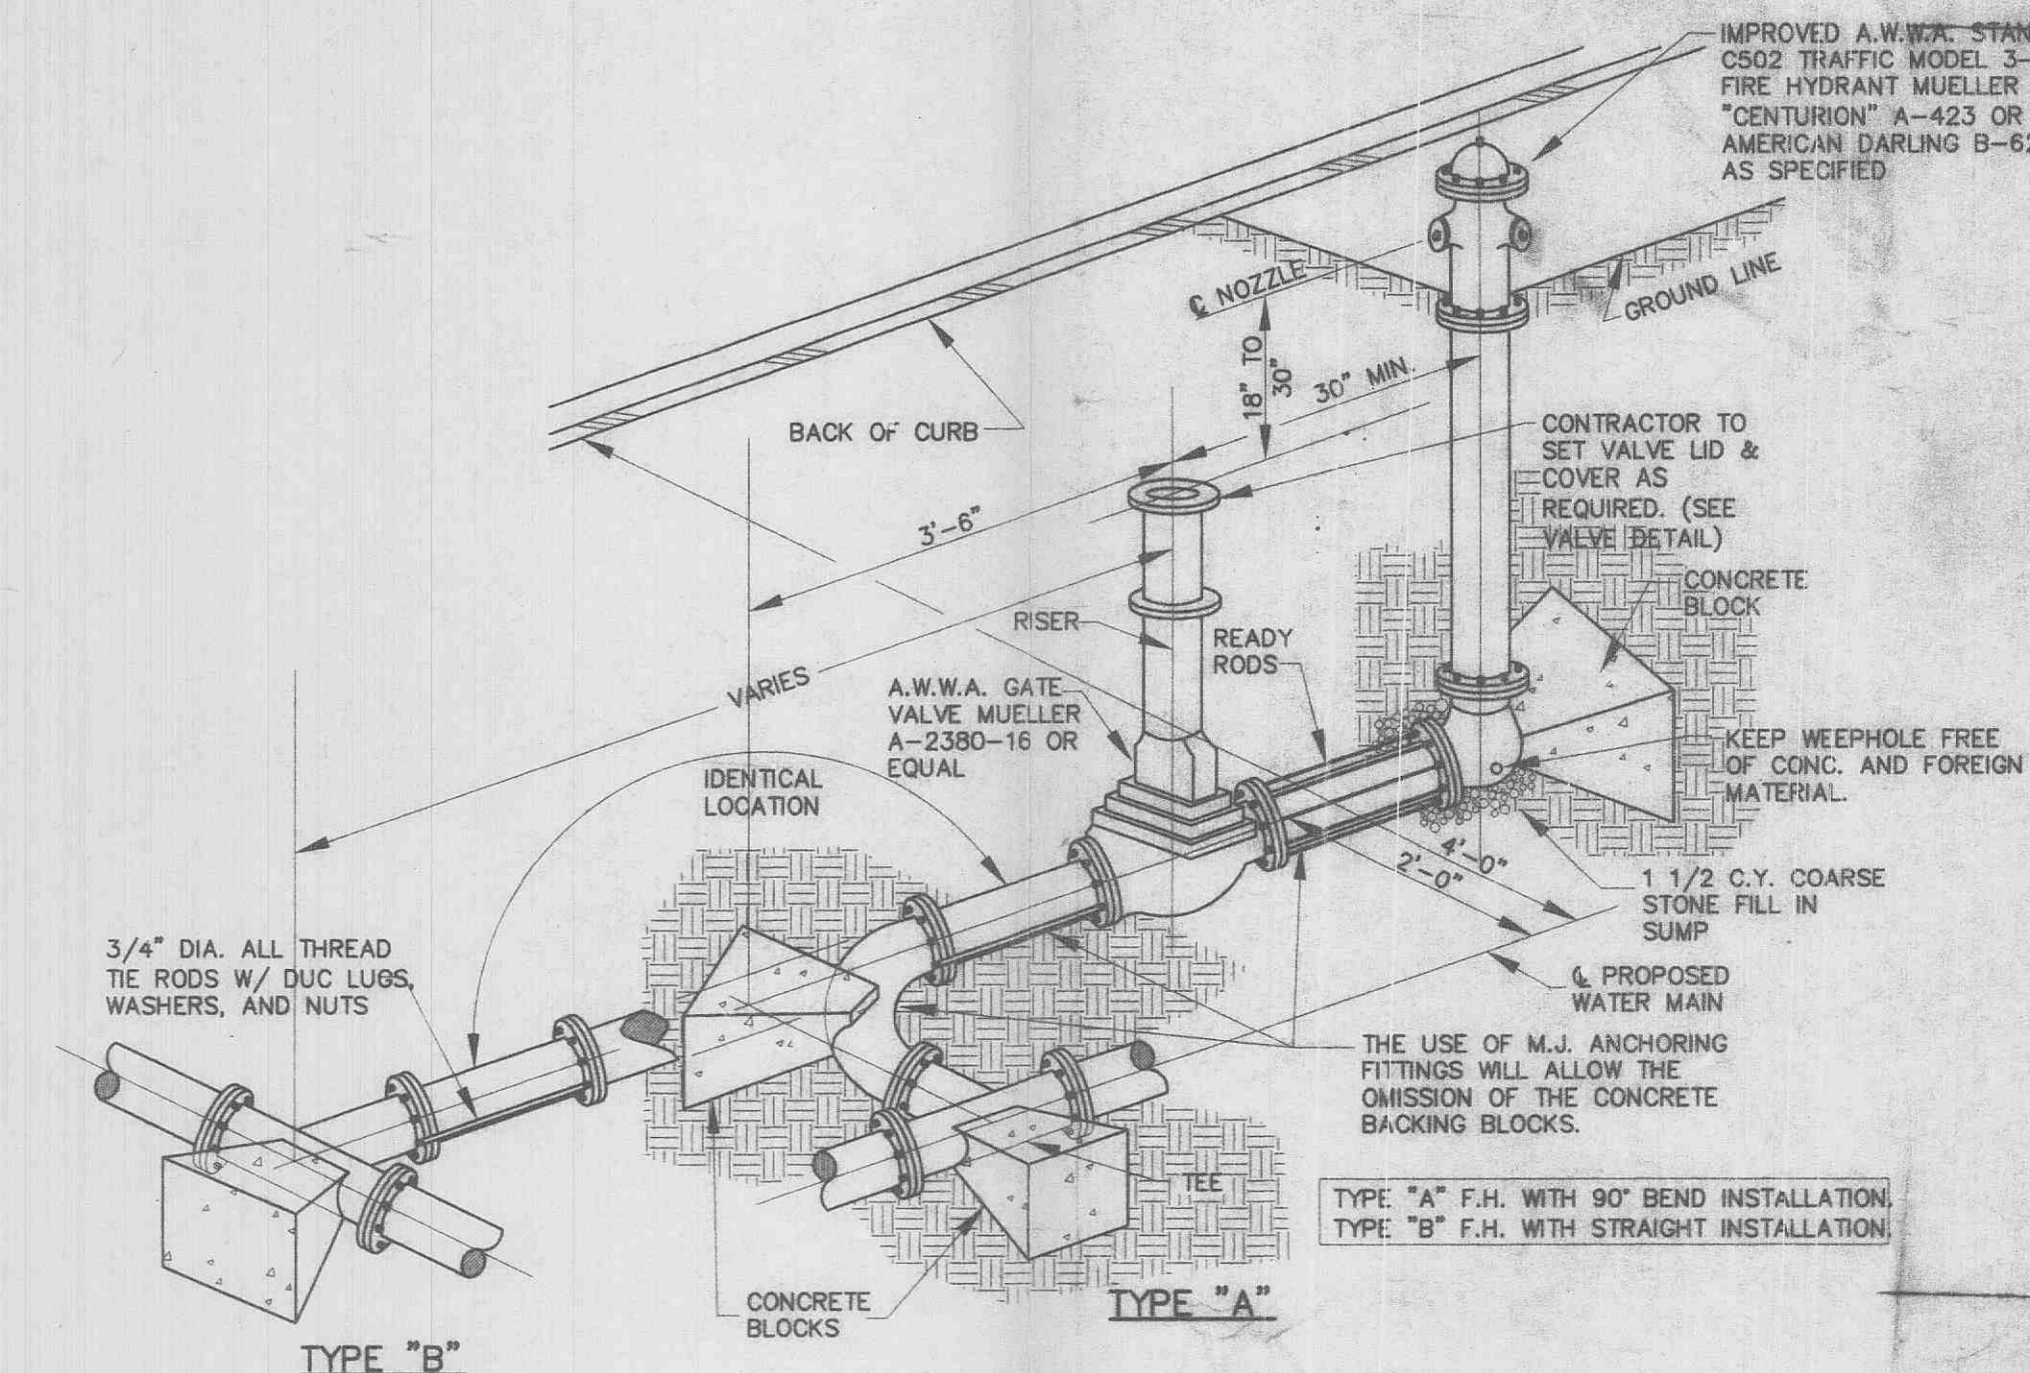 IMPROVED A.W.W.A.
C502 TRAFFIC MODEL
FIRE HYDRANT MUELLER
"CENTURION" A-423 OR
AMERICAN DARLING
AS SPECIFIED
℄ NOZZLE
GROUND LINE
18" TO
30"
30" MIN.
BACK OF CURB
CONTRACTOR TO
SET VALVE LID &
COVER AS
REQUIRED. (SEE
VALVE DETAIL)
3'-6"
CONCRETE
BLOCK
RISER
READY
RODS
VARIES
A.W.W.A. GATE
VALVE MUELLER
A-2380-16 OR
EQUAL
KEEP WEEPHOLE FREE
OF CONC. AND FOREIGN
MATERIAL.
IDENTICAL
LOCATION
4'-0"
2'-0"
1 1/2 C.Y. COARSE
STONE FILL IN
SUMP
3/4" DIA. ALL THREAD
TIE RODS W/ DUC LUGS,
WASHERS, AND NUTS
℄ PROPOSED
WATER MAIN
THE USE OF M.J. ANCHORING
FITTINGS WILL ALLOW THE
OMISSION OF THE CONCRETE
BACKING BLOCKS.
TEE
TYPE "A" F.H. WITH 90° BEND INSTALLATION.
TYPE "B" F.H. WITH STRAIGHT INSTALLATION.
CONCRETE
BLOCKS
TYPE "A"
TYPE "B"